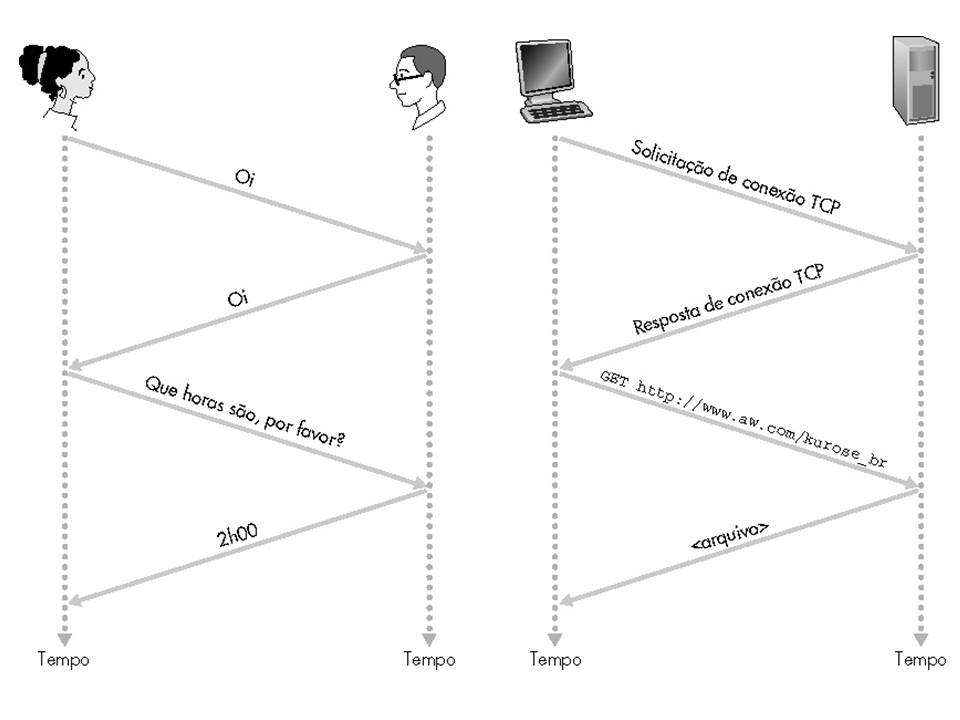 Oi
Oi
Que horas são, por favor?
2h00
Tempo
Tempo
Solicitação de conexão TCP
Resposta de conexão TCP
GET http://www.aw.com/kurose_br
<arquivo>
Tempo
Tempo